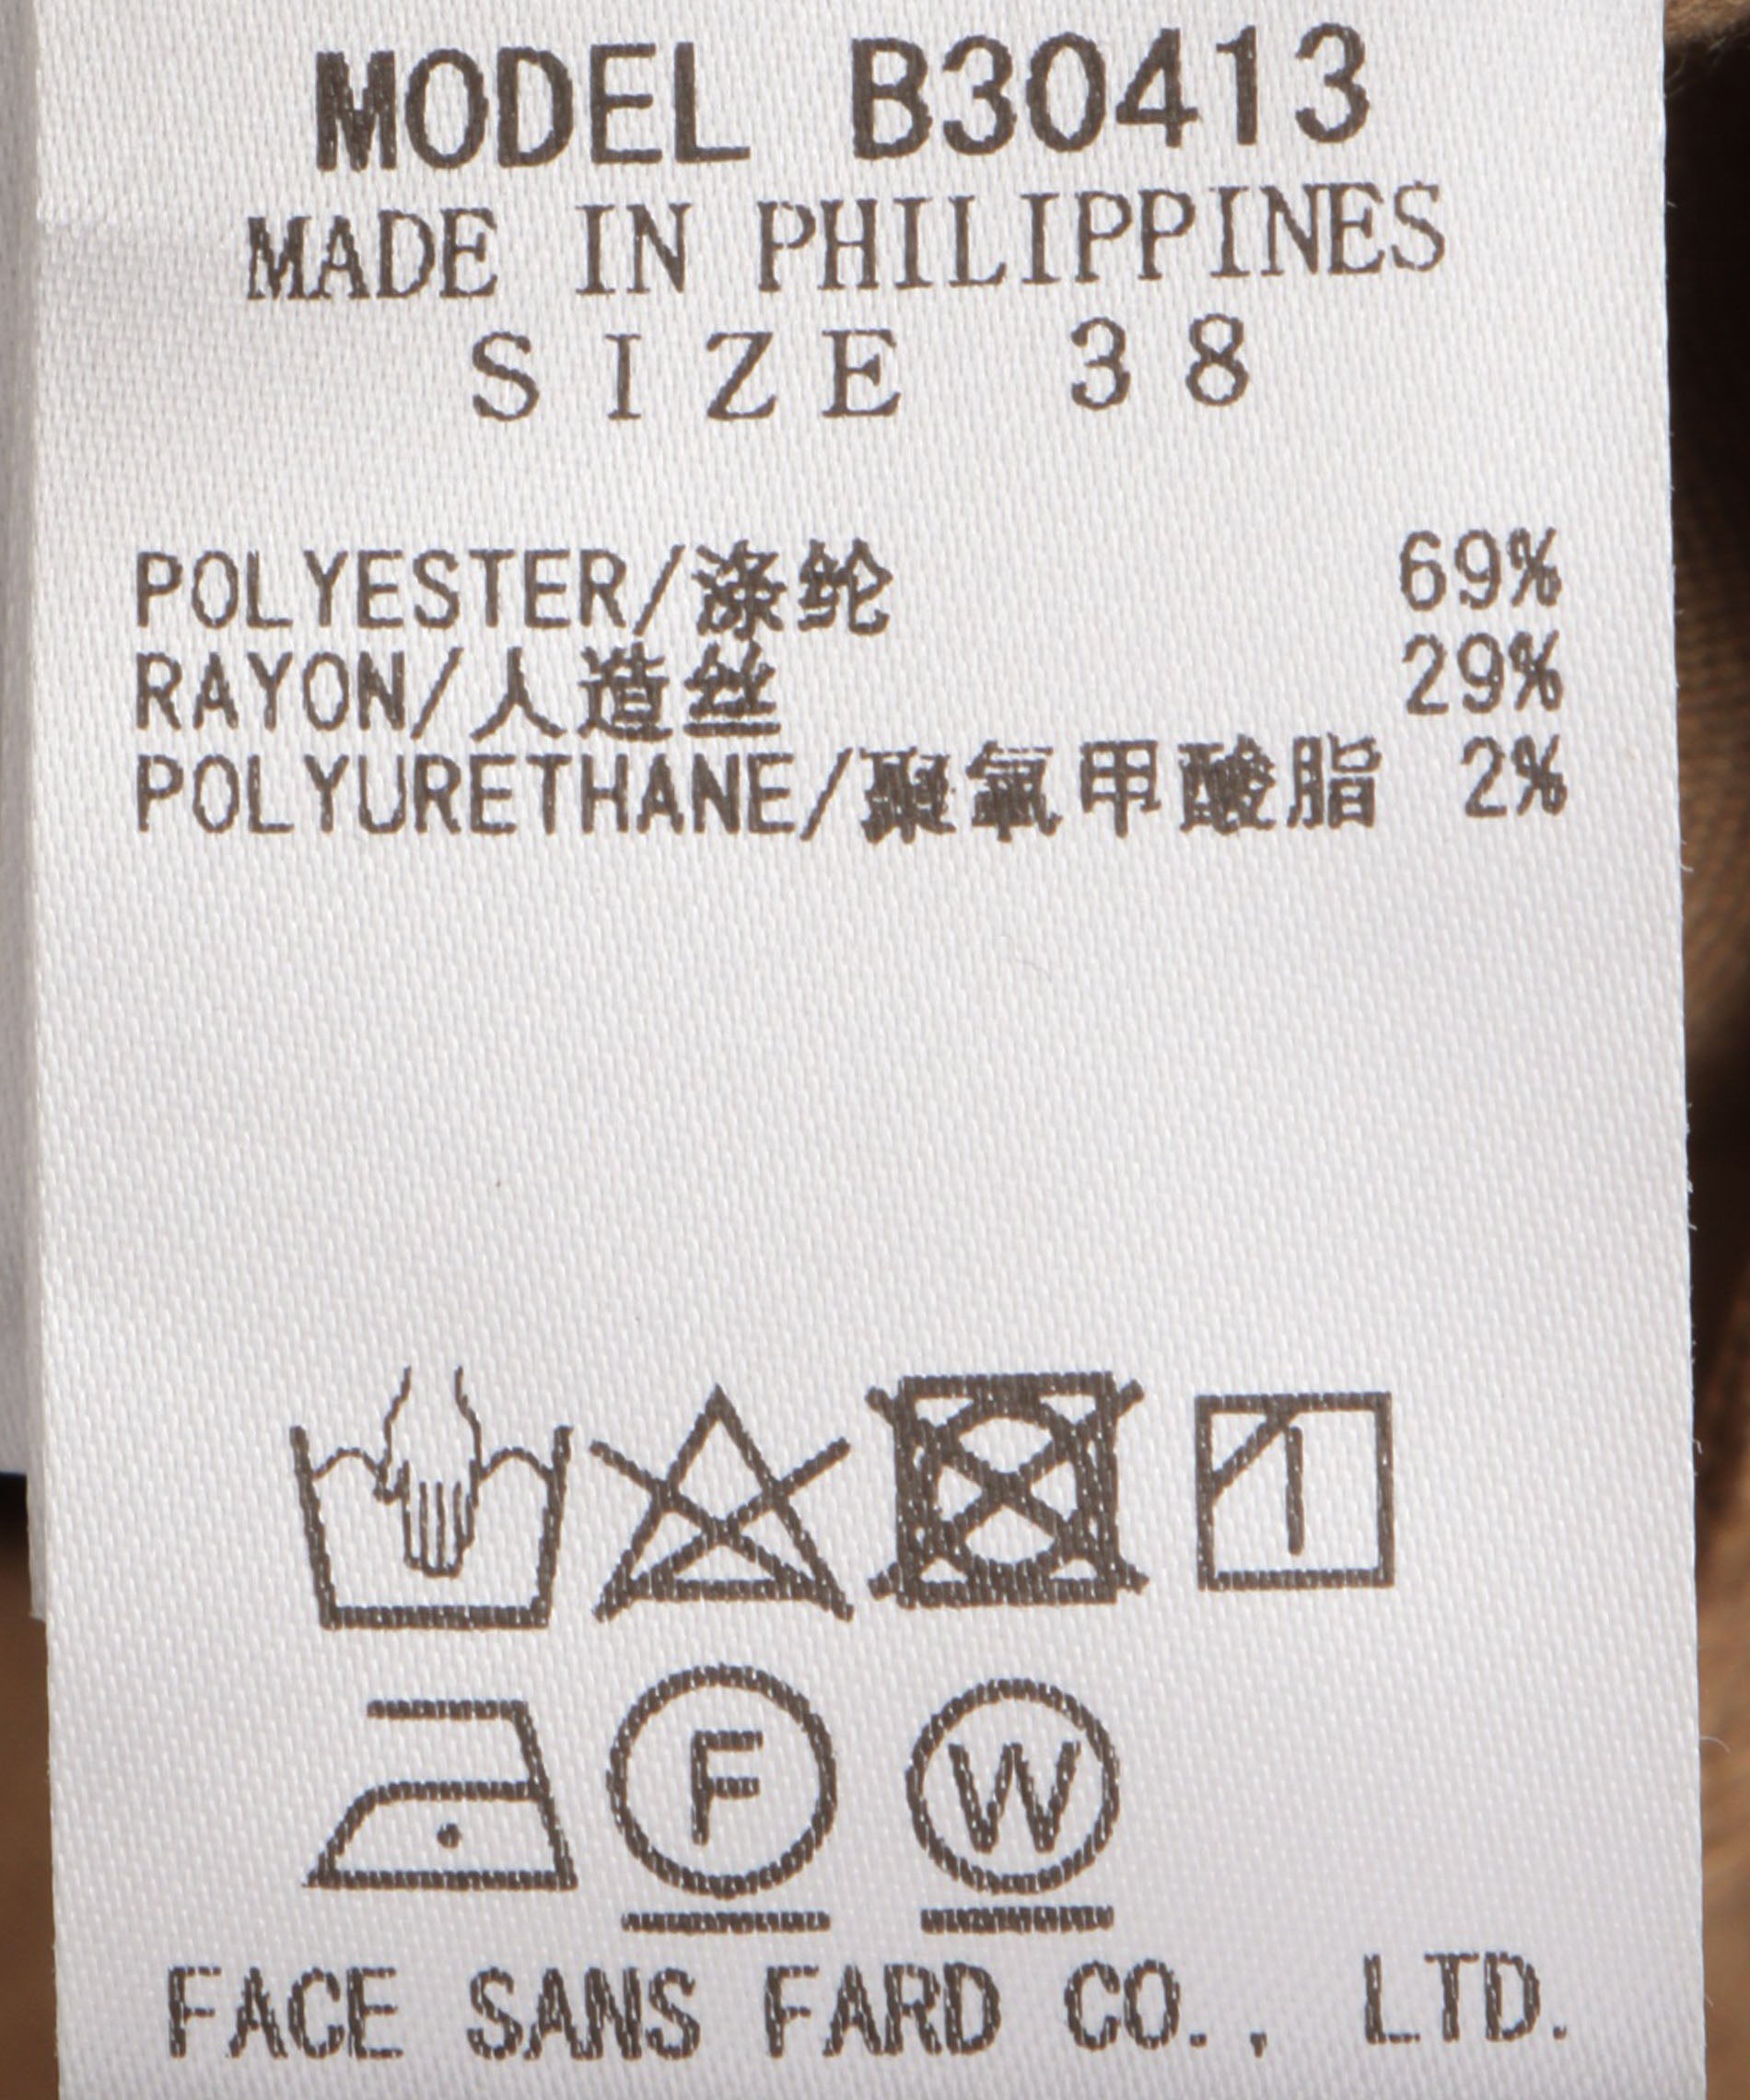 MODEL B30413
MADE IN PHILIPPINES
SIZE 38
POLYESTER/涤纶 69%
RAYON/人造丝 29%
POLYURETHANE/聚氨甲酸脂 2%
F W
FACE SANS FARD CO., LTD.